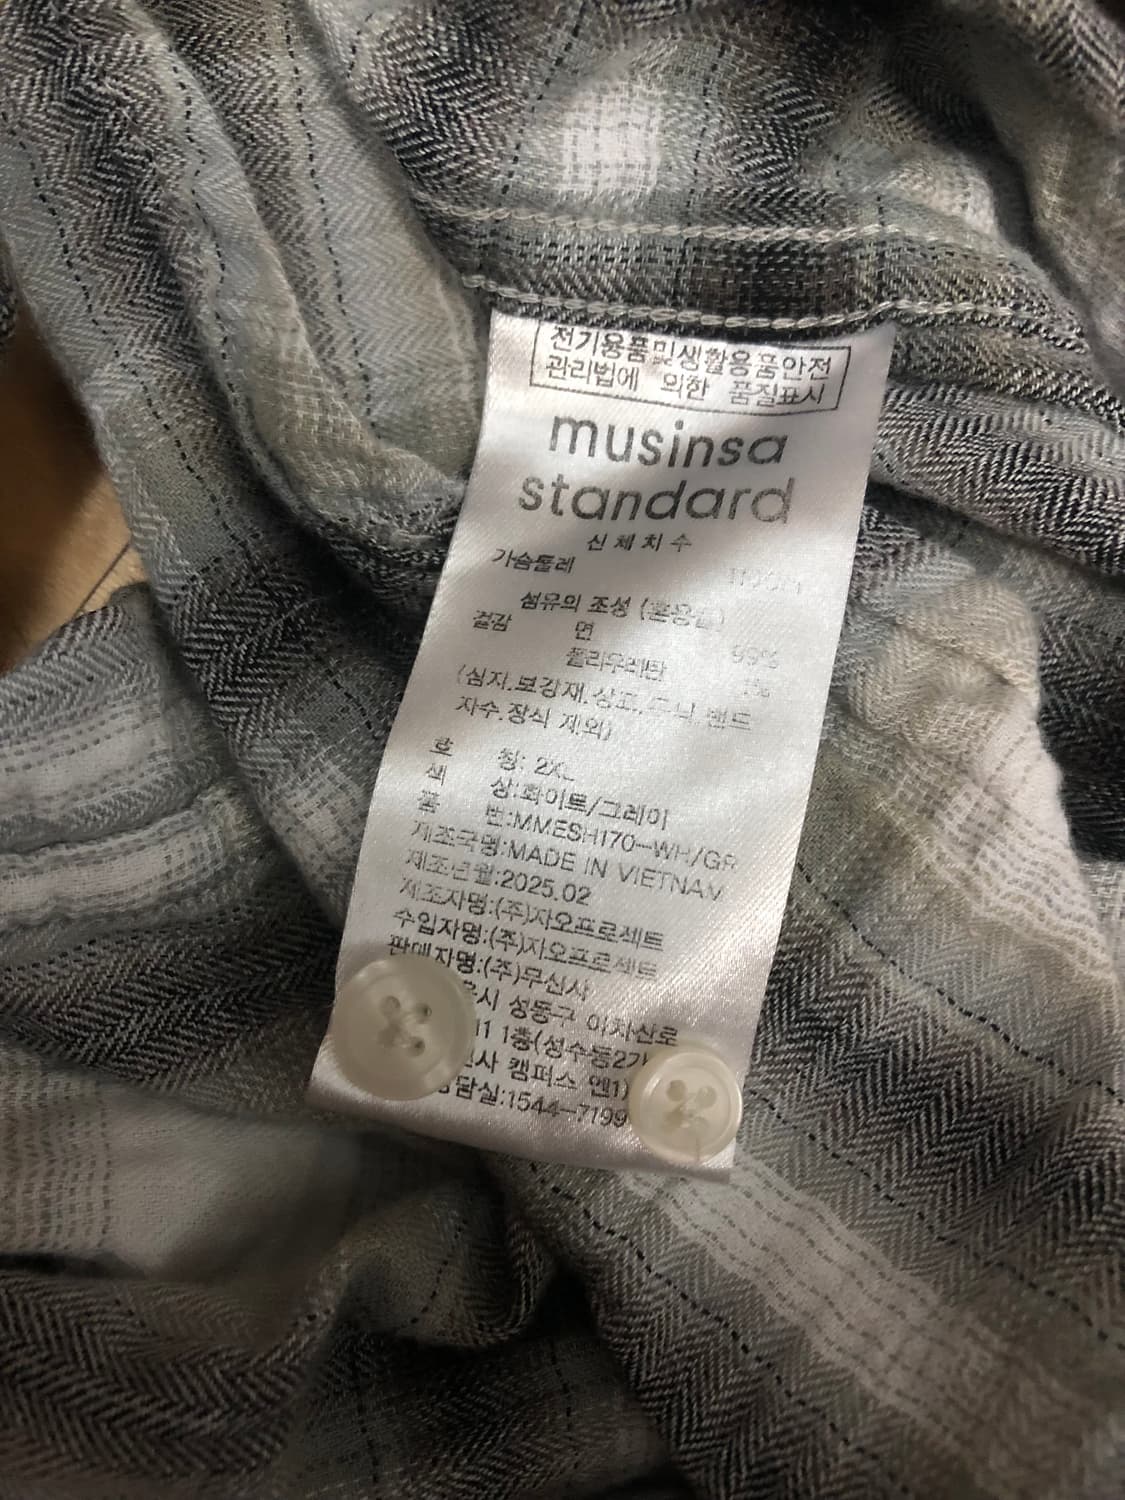 전기용품및생활용품안전
관리법에 의한 품질표시
musinsa
standard
신체치수
가슴둘레
섬유의 조성 (혼용율)
겉감 면 99%
폴리우레탄 1%
(심지,보강재,상표,
자수,장식 제외)
호 칭: 2XL
색 상:화이트/그레이
품 번:MMESH170-WH/GR
제조국명:MADE IN VIETNAM
제조년월:2025.02
제조자명:(주)자오프로젝트
수입자명:(주)자오프로젝트
판매자명:(주)무신사
성동구 아차산로
1층(성수동2가
캠퍼스 엔1)
1544-7199